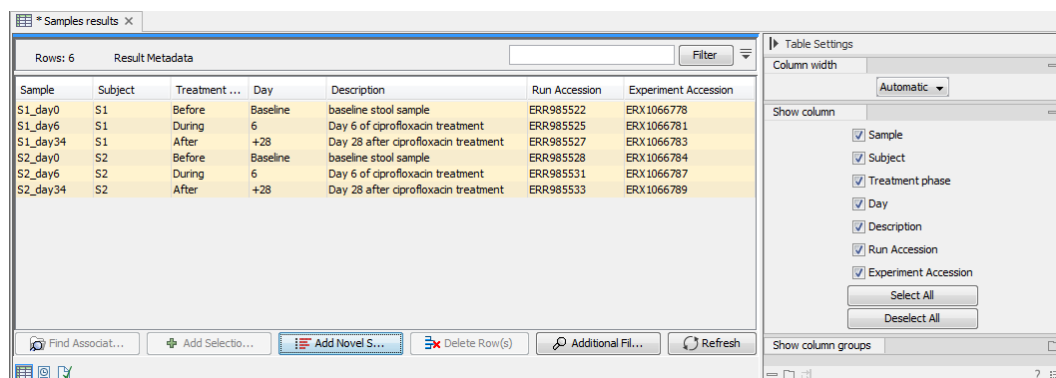 * Samples results
Rows: 6 Result Metadata Filter
Sample Subject Treatment ... Day Description Run Accession Experiment Accession
S1_day0 S1 Before Baseline baseline stool sample ERR985522 ERX1066778
S1_day6 S1 During 6 Day 6 of ciprofloxacin treatment ERR985525 ERX1066781
S1_day34 S1 After +28 Day 28 after ciprofloxacin treatment ERR985527 ERX1066783
S2_day0 S2 Before Baseline baseline stool sample ERR985528 ERX1066784
S2_day6 S2 During 6 Day 6 of ciprofloxacin treatment ERR985531 ERX1066787
S2_day34 S2 After +28 Day 28 after ciprofloxacin treatment ERR985533 ERX1066789
Find Associat... Add Selectio... Add Novel S... Delete Row(s) Additional Fil... Refresh
Table Settings
Column width
Automatic
Show column
Sample
Subject
Treatment phase
Day
Description
Run Accession
Experiment Accession
Select All
Deselect All
Show column groups
?